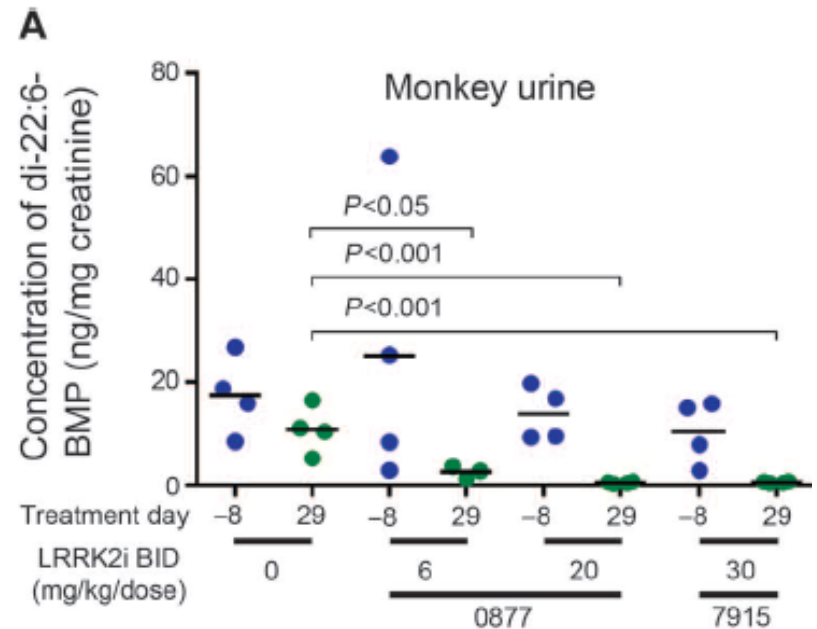 A
Concentration of di-22:6-
BMP (ng/mg creatinine)
Monkey urine
80
60
40
20
0
P<0.05
P<0.001
P<0.001
Treatment day −8 29 −8 29 −8 29 −8 29
LRRK2i BID
(mg/kg/dose)
0 6 20 30
0877 7915